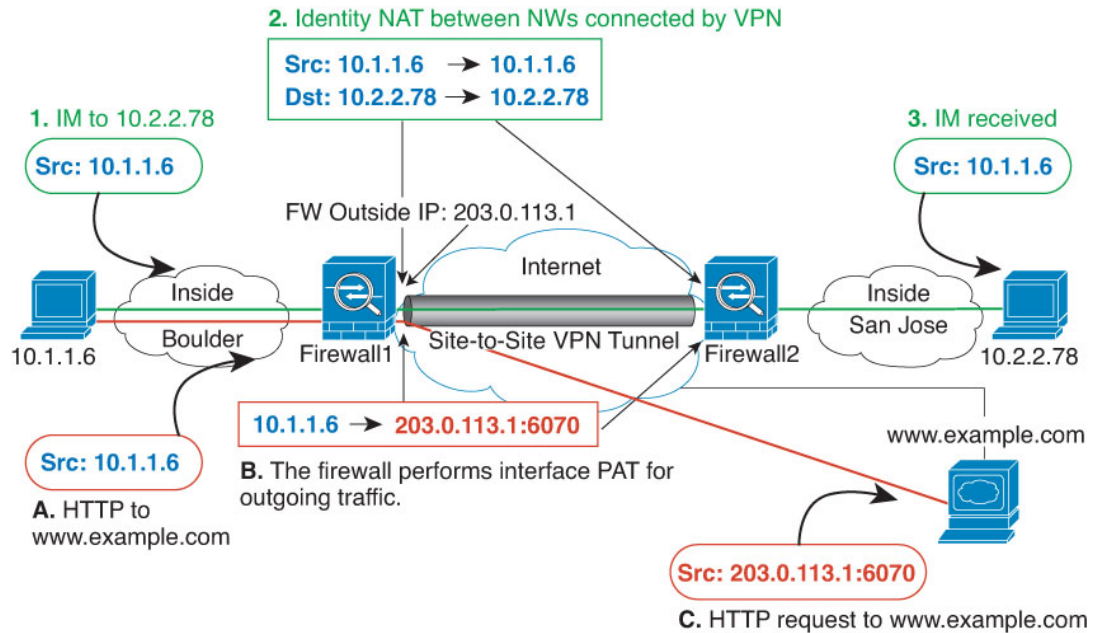 2. Identity NAT between NWs connected by VPN
Src: 10.1.1.6 → 10.1.1.6
Dst: 10.2.2.78 → 10.2.2.78
1. IM to 10.2.2.78
Src: 10.1.1.6
3. IM received
Src: 10.1.1.6
FW Outside IP: 203.0.113.1
Internet
Inside
Boulder
Inside
San Jose
10.1.1.6
Firewall1
Site-to-Site VPN Tunnel
Firewall2
10.2.2.78
10.1.1.6 → 203.0.113.1:6070
www.example.com
Src: 10.1.1.6
B. The firewall performs interface PAT for
outgoing traffic.
A. HTTP to
www.example.com
Src: 203.0.113.1:6070
C. HTTP request to www.example.com